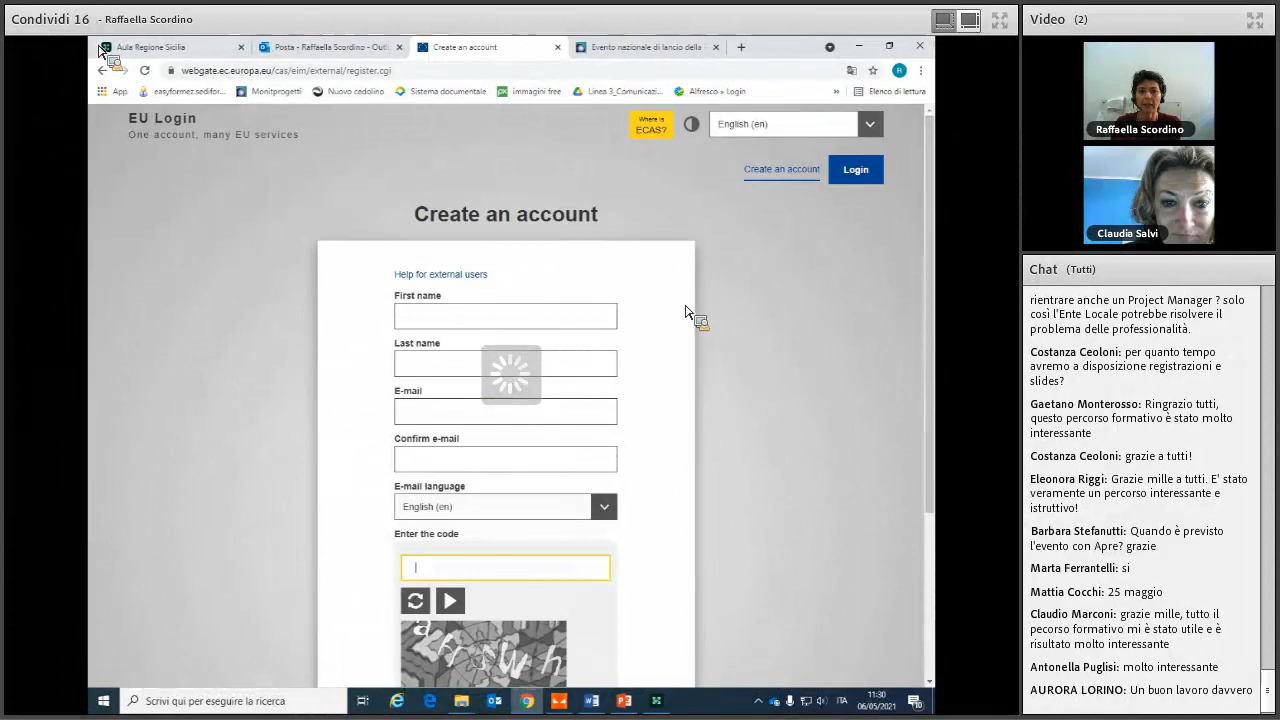 Condividi 16 - Raffaella Scordino
Aula Regione Sicilia
Posta - Raffaella Scordino - Outl
Create an account
Evento nazionale di lancio della
webgate.ec.europa.eu/cas/eim/external/register.cgi
R
App
easyformez.sedifor...
Monitprogetti
Nuovo cedolino
Sistema documentale
immagini free
Linea 3_Comunicazi...
Alfresco » Login
Elenco di lettura
EU Login
One account, many EU services
Where is
ECAS?
English (en)
Create an account
Login
Create an account
Help for external users
First name
Last name
E-mail
Confirm e-mail
E-mail language
English (en)
Enter the code
Scrivi qui per eseguire la ricerca
ITA
11:30
06/05/2021
Video (2)
Raffaella Scordino
Claudia Salvi
Chat (Tutti)
rientrare anche un Project Manager ? solo
così l'Ente Locale potrebbe risolvere il
problema delle professionalità.
Costanza Ceoloni: per quanto tempo
avremo a disposizione registrazioni e
slides?
Gaetano Monterosso: Ringrazio tutti,
questo percorso formativo è stato molto
interessante
Costanza Ceoloni: grazie a tutti!
Eleonora Riggi: Grazie mille a tutti. E' stato
veramente un percorso interessante e
istruttivo!
Barbara Stefanutti: Quando è previsto
l'evento con Apre? grazie
Marta Ferrantelli: si
Mattia Cocchi: 25 maggio
Claudio Marconi: grazie mille, tutto il
pecorso formativo mi è stato utile e è
risultato molto interessante
Antonella Puglisi: molto interessante
AURORA LORINO: Un buon lavoro davvero